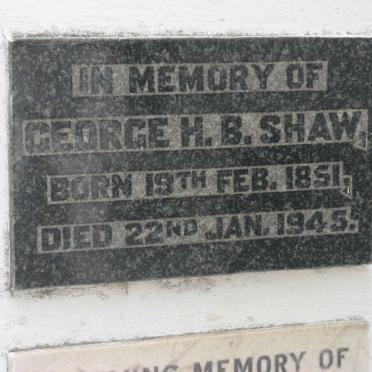 IN MEMORY OF
GEORGE H. B. SHAW,
BORN 19TH FEB. 1851,
DIED 22ND JAN. 1945.
MEMORY OF